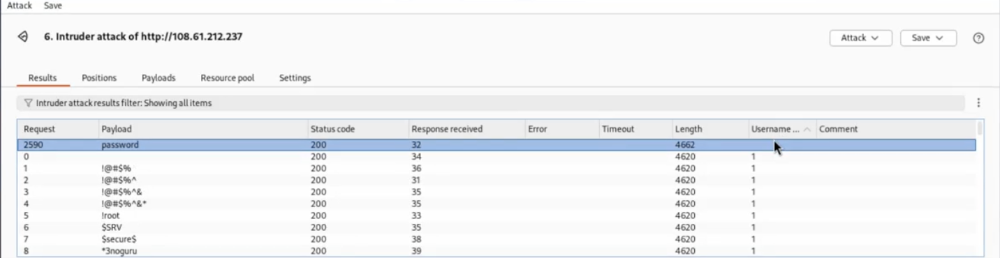 Attack Save
6. Intruder attack of http://108.61.212.237
Attack Save
Results Positions Payloads Resource pool Settings
Intruder attack results filter: Showing all items
Request Payload Status code Response received Error Timeout Length Username ... Comment
2590 password 200 32 4662
0 200 34 4620 1
1 !@#$% 200 36 4620 1
2 !@#$%^ 200 31 4620 1
3 !@#$%^& 200 35 4620 1
4 !@#$%^&* 200 35 4620 1
5 !root 200 33 4620 1
6 $SRV 200 35 4620 1
7 $secure$ 200 38 4620 1
8 *3noguru 200 39 4620 1